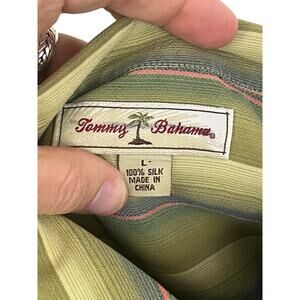 Tommy Bahama®
L
100% SILK
MADE IN
CHINA